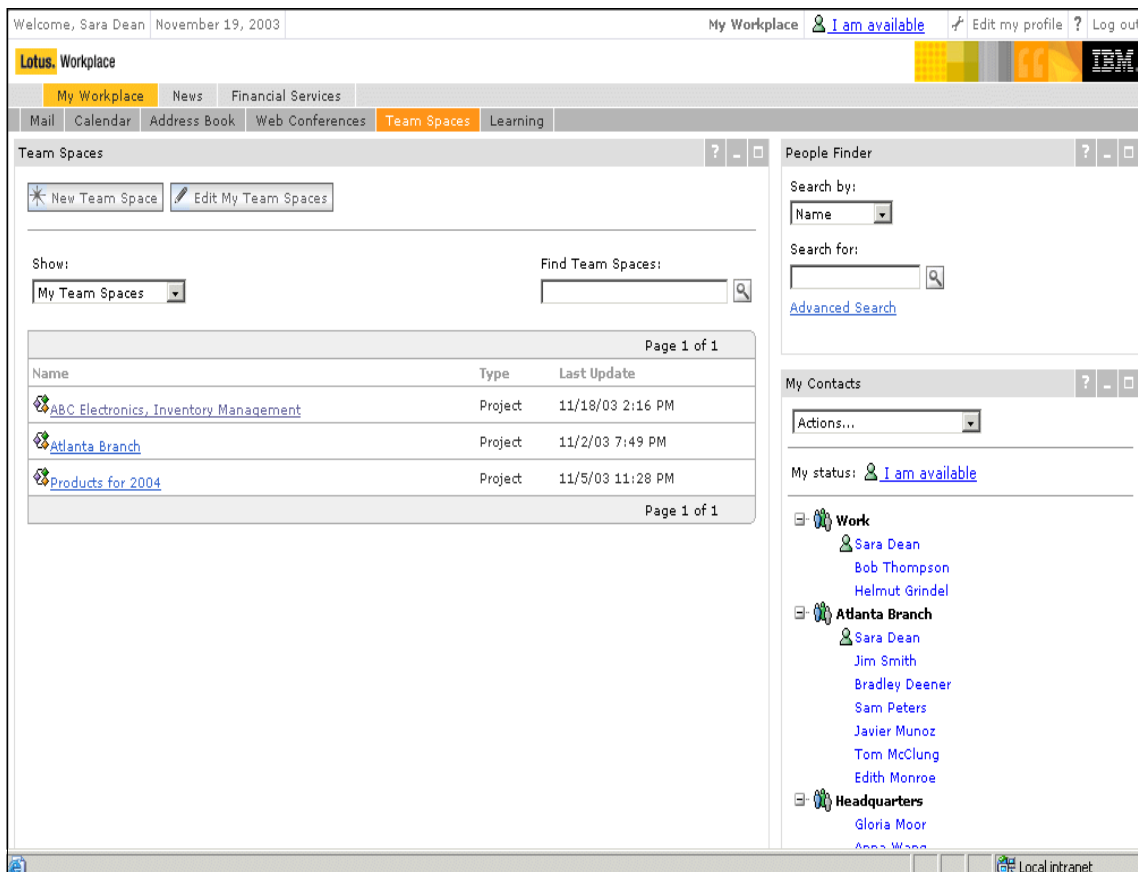 Welcome, Sara Dean November 19, 2003 My Workplace I am available Edit my profile ? Log out
Lotus. Workplace IBM.
My Workplace News Financial Services
Mail Calendar Address Book Web Conferences Team Spaces Learning
Team Spaces ?
New Team Space Edit My Team Spaces
Show: Find Team Spaces:
My Team Spaces
Page 1 of 1
Name Type Last Update
ABC Electronics, Inventory Management Project 11/18/03 2:16 PM
Atlanta Branch Project 11/2/03 7:49 PM
Products for 2004 Project 11/5/03 11:28 PM
Page 1 of 1
People Finder ?
Search by:
Name
Search for:
Advanced Search
My Contacts ?
Actions...
My status: I am available
Work
Sara Dean
Bob Thompson
Helmut Grindel
Atlanta Branch
Sara Dean
Jim Smith
Bradley Deener
Sam Peters
Javier Munoz
Tom McClung
Edith Monroe
Headquarters
Gloria Moor
Anna Wang
Local intranet